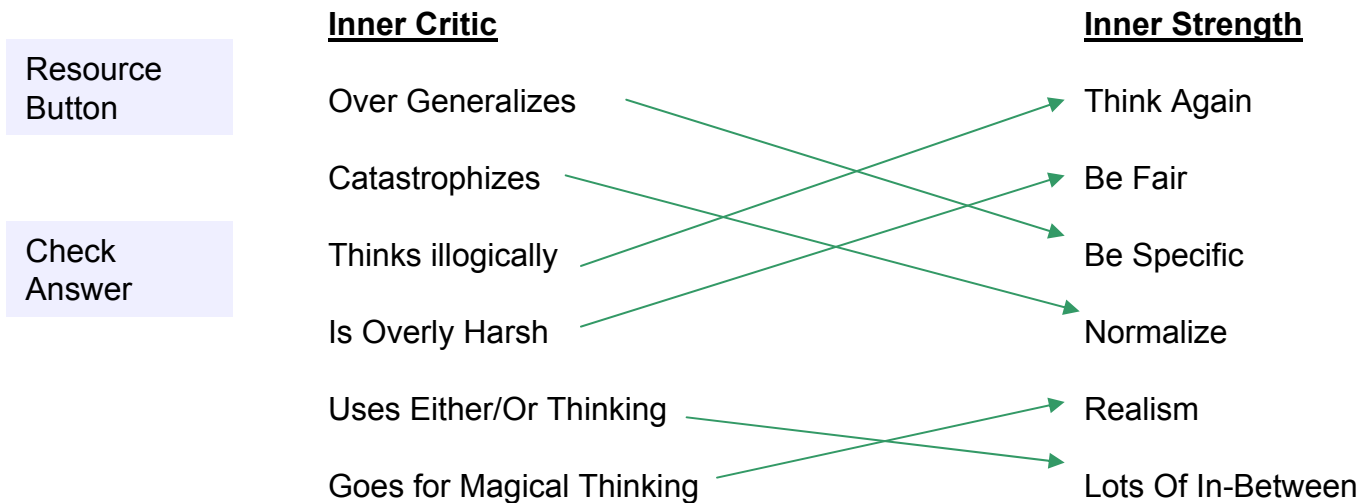 Resource
Button
Check
Answer
Inner Critic
Over Generalizes
Catastrophizes
Thinks illogically
Is Overly Harsh
Uses Either/Or Thinking
Goes for Magical Thinking
Inner Strength
Think Again
Be Fair
Be Specific
Normalize
Realism
Lots Of In-Between